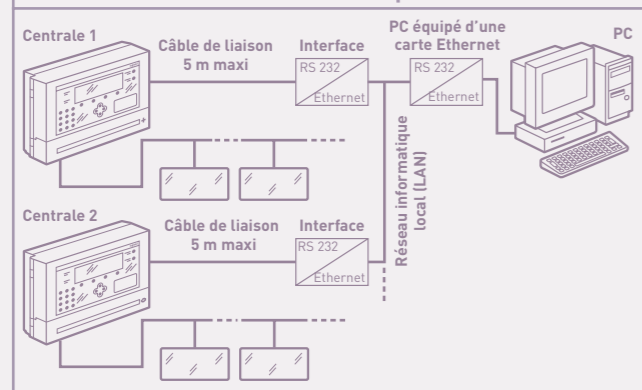 Centrale 1
Câble de liaison
5 m maxi
Interface
RS 232
Ethernet
PC équipé d'une
carte Ethernet
RS 232
Ethernet
PC
Réseau informatique
local (LAN)
Centrale 2
Câble de liaison
5 m maxi
Interface
RS 232
Ethernet